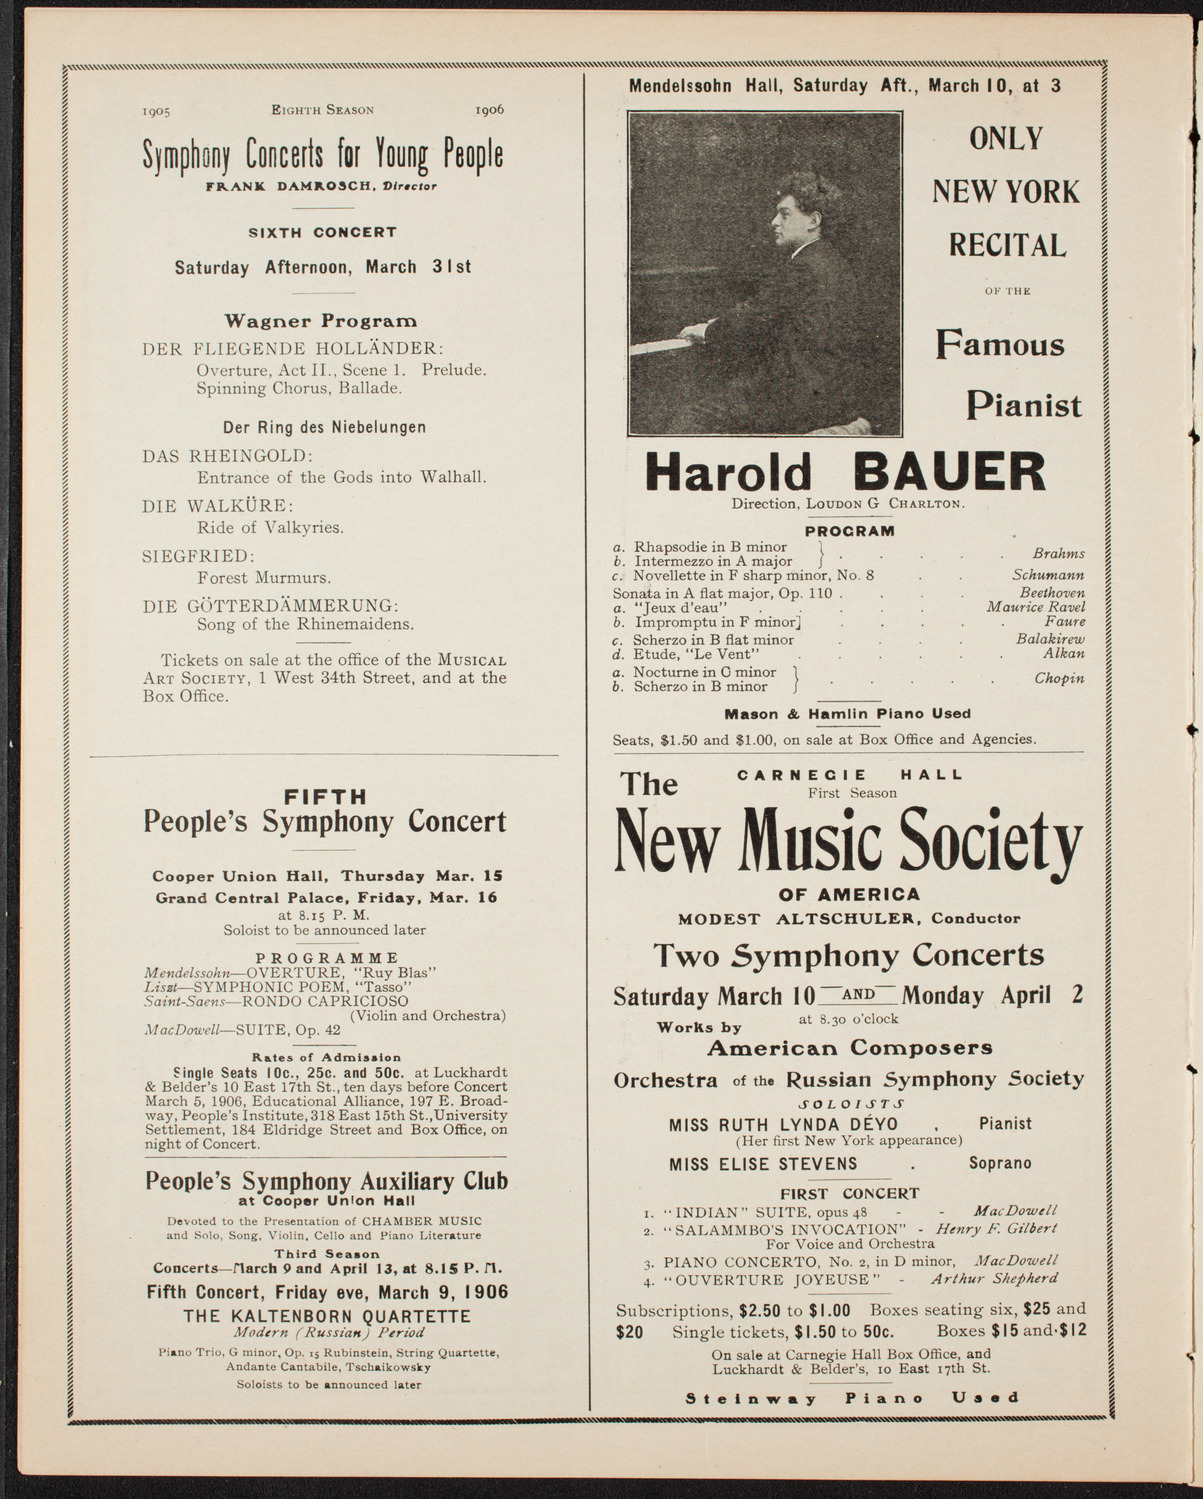 1905 EIGHTH SEASON 1906
Symphony Concerts for Young People
FRANK DAMROSCH, Director
SIXTH CONCERT
Saturday Afternoon, March 31st
Wagner Program
DER FLIEGENDE HOLLÄNDER:
Overture, Act II., Scene 1. Prelude.
Spinning Chorus, Ballade.
Der Ring des Niebelungen
DAS RHEINGOLD:
Entrance of the Gods into Walhall.
DIE WALKÜRE:
Ride of Valkyries.
SIEGFRIED:
Forest Murmurs.
DIE GÖTTERDÄMMERUNG:
Song of the Rhinemaidens.
Tickets on sale at the office of the MUSICAL
ART SOCIETY, 1 West 34th Street, and at the
Box Office.
FIFTH
People's Symphony Concert
Cooper Union Hall, Thursday Mar. 15
Grand Central Palace, Friday, Mar. 16
at 8.15 P. M.
Soloist to be announced later
PROGRAMME
Mendelssohn—OVERTURE, "Ruy Blas"
Liszt—SYMPHONIC POEM, "Tasso"
Saint-Saens—RONDO CAPRICIOSO
(Violin and Orchestra)
MacDowell—SUITE, Op. 42
Rates of Admission
Single Seats 10c., 25c. and 50c. at Luckhardt
& Belder's 10 East 17th St., ten days before Concert
March 5, 1906, Educational Alliance, 197 E. Broad-
way, People's Institute, 318 East 15th St., University
Settlement, 184 Eldridge Street and Box Office, on
night of Concert.
People's Symphony Auxiliary Club
at Cooper Union Hall
Devoted to the Presentation of CHAMBER MUSIC
and Solo, Song, Violin, Cello and Piano Literature
Third Season
Concerts—March 9 and April 13, at 8.15 P. M.
Fifth Concert, Friday eve, March 9, 1906
THE KALTENBORN QUARTETTE
Modern (Russian) Period
Piano Trio, G minor, Op. 15 Rubinstein, String Quartette,
Andante Cantabile, Tschaikowsky
Soloists to be announced later
Mendelssohn Hall, Saturday Aft., March 10, at 3
ONLY
NEW YORK
RECITAL
OF THE
Famous
Pianist
Harold BAUER
Direction, LOUDON G CHARLTON.
PROGRAM
a. Rhapsodie in B minor
b. Intermezzo in A major } . . . . . Brahms
c. Novellette in F sharp minor, No. 8 . . Schumann
Sonata in A flat major, Op. 110 . . . . Beethoven
a. "Jeux d'eau" . . . . . Maurice Ravel
b. Impromptu in F minor] . . . . . Faure
c. Scherzo in B flat minor . . . . Balakirew
d. Etude, "Le Vent" . . . . . . Alkan
a. Nocturne in C minor
b. Scherzo in B minor } . . . . . Chopin
Mason & Hamlin Piano Used
Seats, $1.50 and $1.00, on sale at Box Office and Agencies.
CARNEGIE HALL
First Season
The
New Music Society
OF AMERICA
MODEST ALTSCHULER, Conductor
Two Symphony Concerts
Saturday March 10 AND Monday April 2
at 8.30 o'clock
Works by
American Composers
Orchestra of the Russian Symphony Society
SOLOISTS
MISS RUTH LYNDA DÉYO , Pianist
(Her first New York appearance)
MISS ELISE STEVENS . Soprano
FIRST CONCERT
1. "INDIAN" SUITE, opus 48 - - MacDowell
2. "SALAMMBO'S INVOCATION" - Henry F. Gilbert
For Voice and Orchestra
3. PIANO CONCERTO, No. 2, in D minor, MacDowell
4. "OUVERTURE JOYEUSE" - Arthur Shepherd
Subscriptions, $2.50 to $1.00 Boxes seating six, $25 and
$20 Single tickets, $1.50 to 50c. Boxes $15 and $12
On sale at Carnegie Hall Box Office, and
Luckhardt & Belder's, 10 East 17th St.
Steinway Piano Used